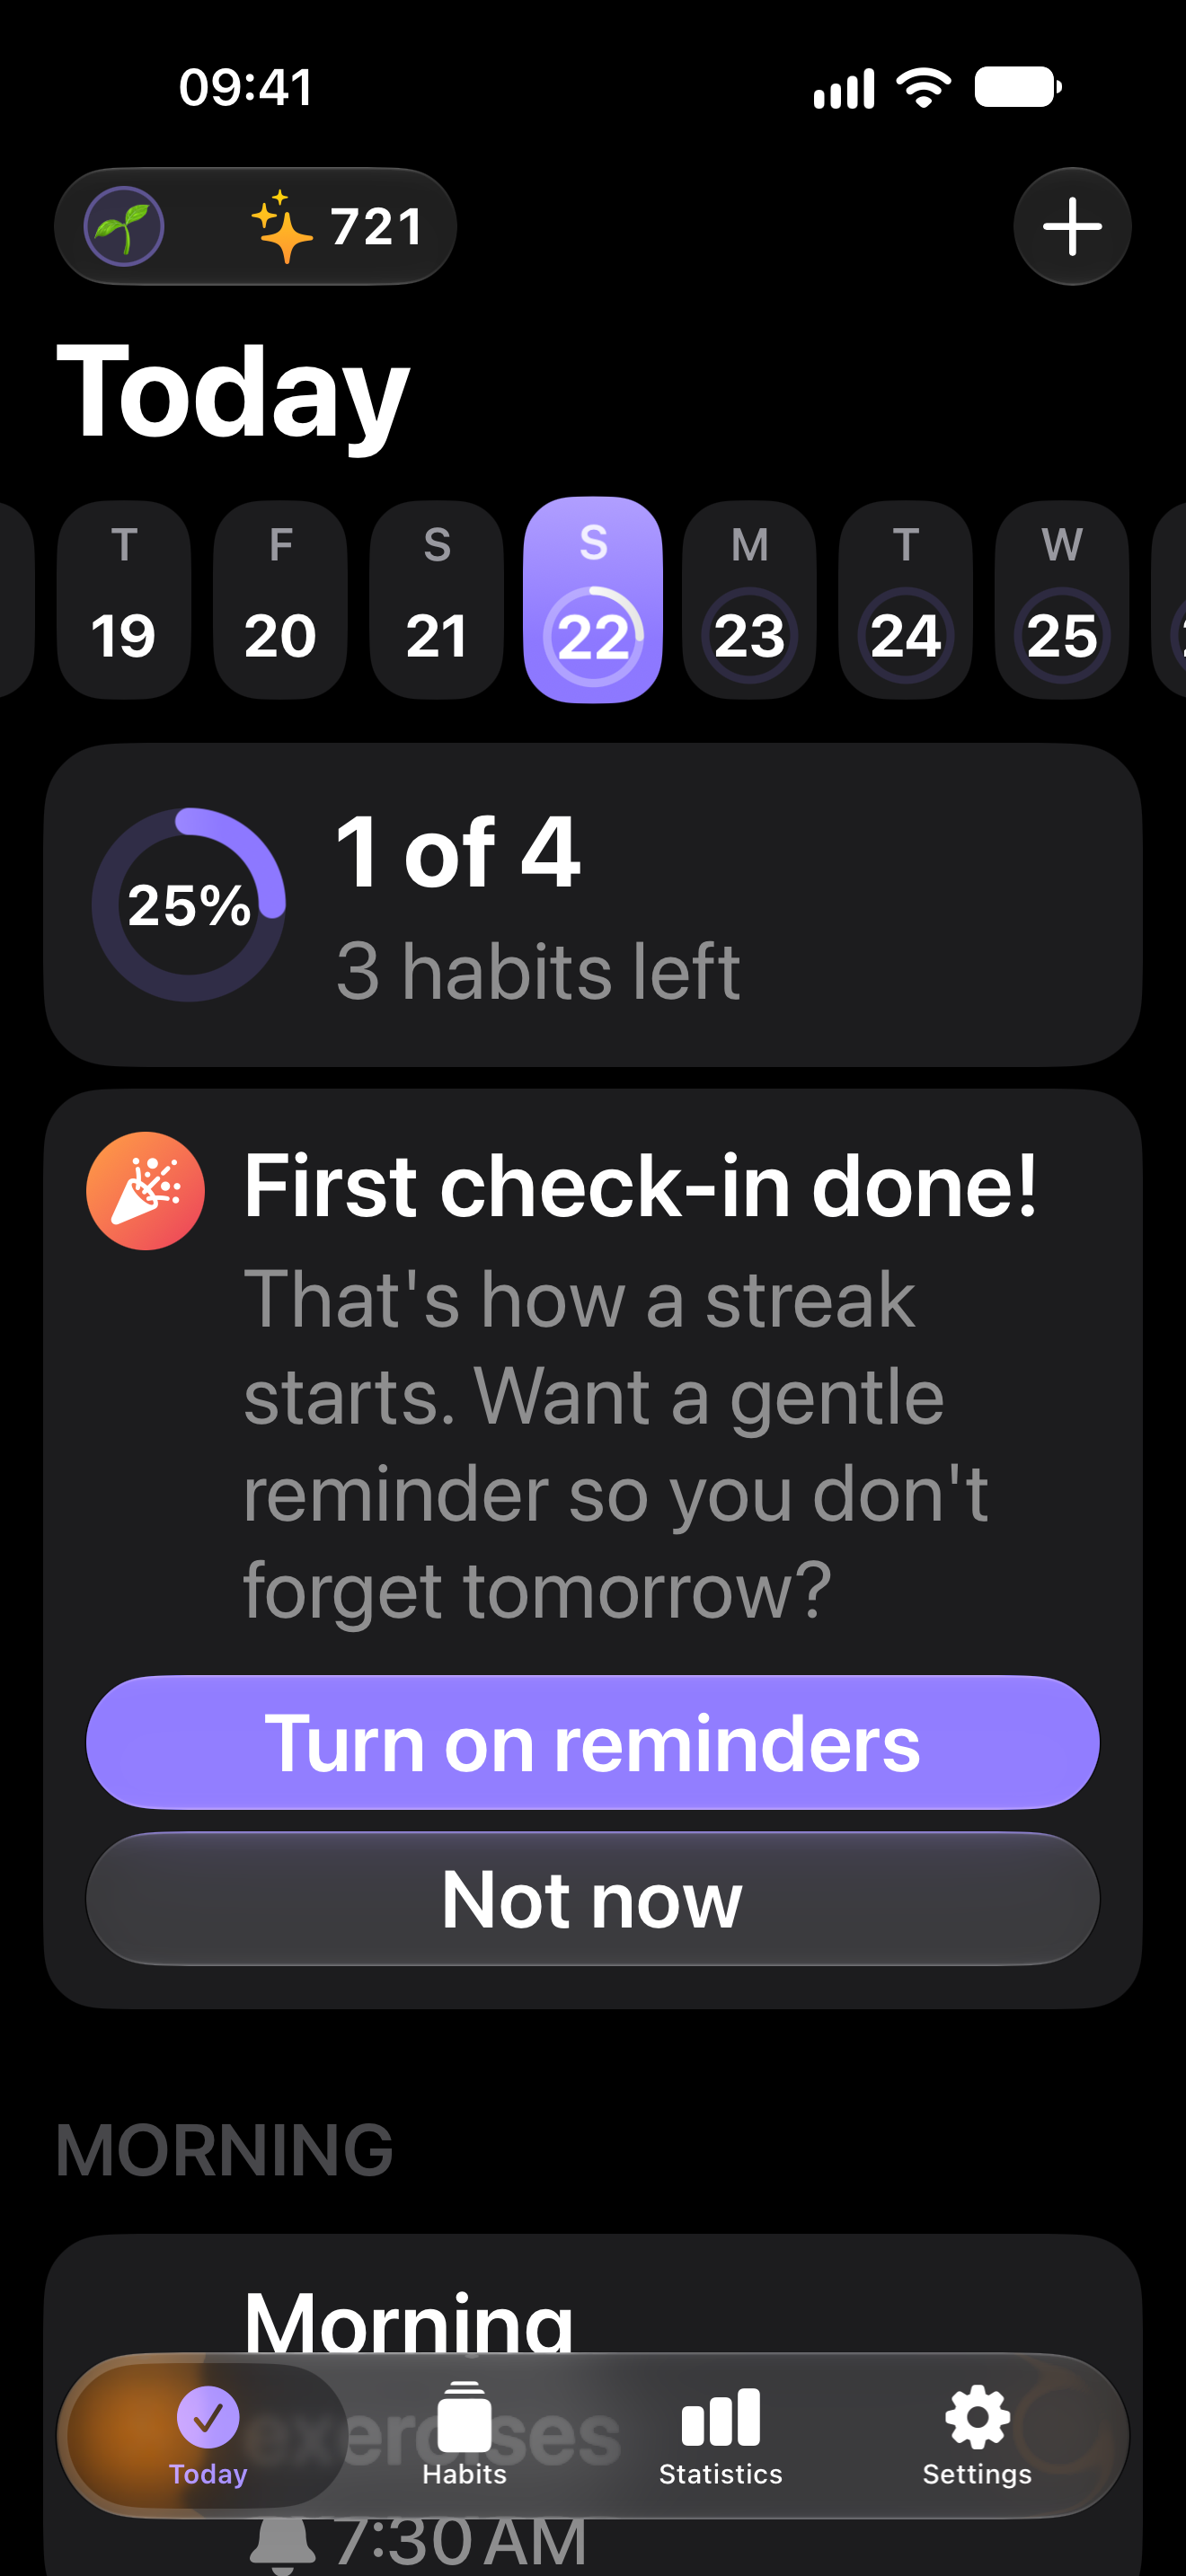 09:41
721
Today
T F S S M T W
19 20 21 22 23 24 25
25%
1 of 4
3 habits left
First check-in done!
That's how a streak
starts. Want a gentle
reminder so you don't
forget tomorrow?
Turn on reminders
Not now
MORNING
Morning
exercises
7:30 AM
Today Habits Statistics Settings